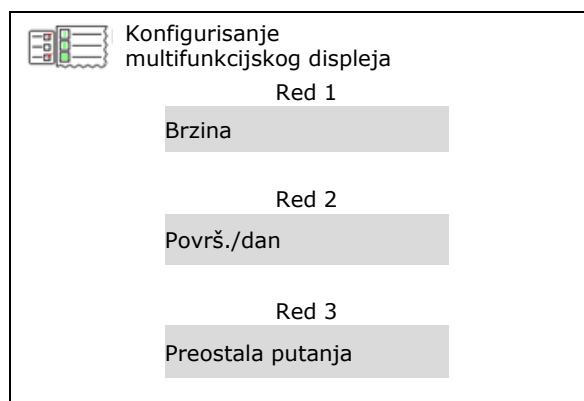 Konfigurisanje
multifunkcijskog displeja
Red 1
Brzina
Red 2
Površ./dan
Red 3
Preostala putanja